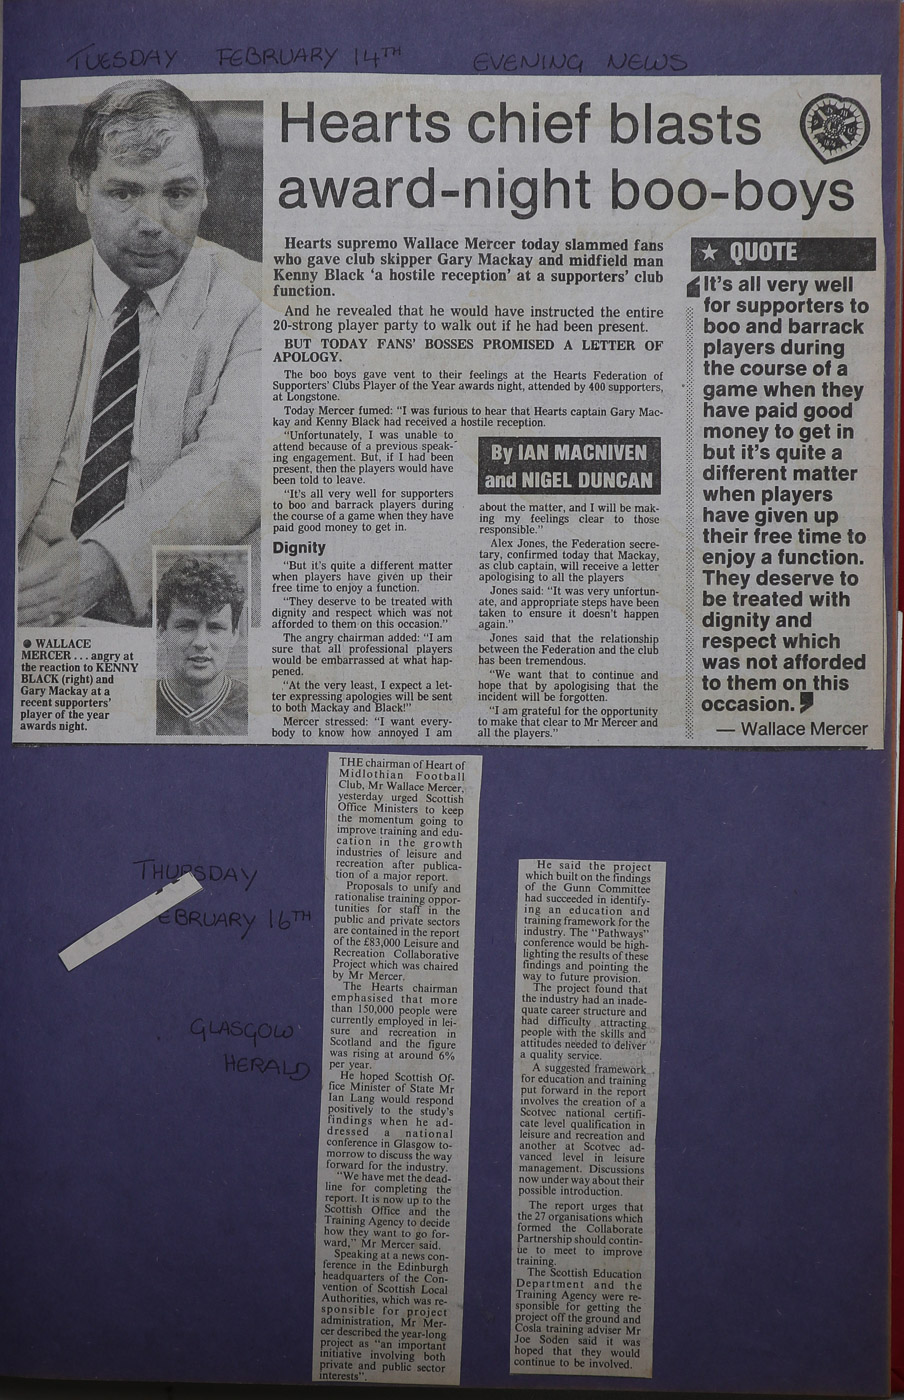 TUESDAY FEBRUARY 14TH EVENING NEWS
Hearts chief blasts
award-night boo-boys
Hearts supremo Wallace Mercer today slammed fans
who gave club skipper Gary Mackay and midfield man
Kenny Black ‘a hostile reception’ at a supporters’ club
function.
And he revealed that he would have instructed the entire
20-strong player party to walk out if he had been present.
BUT TODAY FANS’ BOSSES PROMISED A LETTER OF
APOLOGY.
The boo boys gave vent to their feelings at the Hearts Federation of
Supporters’ Clubs Player of the Year awards night, attended by 400 supporters,
at Longstone.
Today Mercer fumed: “I was furious to hear that Hearts captain Gary Mac-
kay and Kenny Black had received a hostile reception.
“Unfortunately, I was unable to
attend because of a previous speak-
ing engagement. But, if I had been
present, then the players would have
been told to leave.
“It’s all very well for supporters
to boo and barrack players during
the course of a game when they have
paid good money to get in.
Dignity
“But it’s quite a different matter
when players have given up their
free time to enjoy a function.
“They deserve to be treated with
dignity and respect which was not
afforded to them on this occasion.”
The angry chairman added: “I am
sure that all professional players
would be embarrassed at what hap-
pened.
“At the very least, I expect a let-
ter expressing apologies will be sent
to both Mackay and Black!”
Mercer stressed: “I want every-
body to know how annoyed I am
By IAN MACNIVEN
and NIGEL DUNCAN
about the matter, and I will be mak-
ing my feelings clear to those
responsible.”
Alex Jones, the Federation secre-
tary, confirmed today that Mackay,
as club captain, will receive a letter
apologising to all the players
Jones said: “It was very unfortun-
ate, and appropriate steps have been
taken to ensure it doesn’t happen
again.”
Jones said that the relationship
between the Federation and the club
has been tremendous.
“We want that to continue and
hope that by apologising that the
incident will be forgotten.
“I am grateful for the opportunity
to make that clear to Mr Mercer and
all the players.”
★ QUOTE
‘It’s all very well
for supporters to
boo and barrack
players during
the course of a
game when they
have paid good
money to get in
but it’s quite a
different matter
when players
have given up
their free time to
enjoy a function.
They deserve to
be treated with
dignity and
respect which
was not afforded
to them on this
occasion.’
— Wallace Mercer
● WALLACE
MERCER . . . angry at
the reaction to KENNY
BLACK (right) and
Gary Mackay at a
recent supporters’
player of the year
awards night.
THURSDAY
EBRUARY 16TH
GLASGOW
HERALD
THE chairman of Heart of
Midlothian Football
Club, Mr Wallace Mercer,
yesterday urged Scottish
Office Ministers to keep
the momentum going to
improve training and edu-
cation in the growth
industries of leisure and
recreation after publica-
tion of a major report.
Proposals to unify and
rationalise training oppor-
tunities for staff in the
public and private sectors
are contained in the report
of the £83,000 Leisure and
Recreation Collaborative
Project which was chaired
by Mr Mercer.
The Hearts chairman
emphasised that more
than 150,000 people were
currently employed in lei-
sure and recreation in
Scotland and the figure
was rising at around 6%
per year.
He hoped Scottish Of-
fice Minister of State Mr
Ian Lang would respond
positively to the study’s
findings when he ad-
dressed a national
conference in Glasgow to-
morrow to discuss the way
forward for the industry.
“We have met the dead-
line for completing the
report. It is now up to the
Scottish Office and the
Training Agency to decide
how they want to go for-
ward,” Mr Mercer said.
Speaking at a news con-
ference in the Edinburgh
headquarters of the Con-
vention of Scottish Local
Authorities, which was re-
sponsible for project
administration, Mr Mer-
cer described the year-long
project as “an important
initiative involving both
private and public sector
interests”.
He said the project
which built on the findings
of the Gunn Committee
had succeeded in identify-
ing an education and
training framework for the
industry. The “Pathways”
conference would be high-
lighting the results of these
findings and pointing the
way to future provision.
The project found that
the industry had an inade-
quate career structure and
had difficulty attracting
people with the skills and
attitudes needed to deliver
a quality service.
A suggested framework
for education and training
put forward in the report
involves the creation of a
Scotvec national certifi-
cate level qualification in
leisure and recreation and
another at Scotvec ad-
vanced level in leisure
management. Discussions
now under way about their
possible introduction.
The report urges that
the 27 organisations which
formed the Collaborate
Partnership should contin-
ue to meet to improve
training.
The Scottish Education
Department and the
Training Agency were re-
sponsible for getting the
project off the ground and
Cosla training adviser Mr
Joe Soden said it was
hoped that they would
continue to be involved.